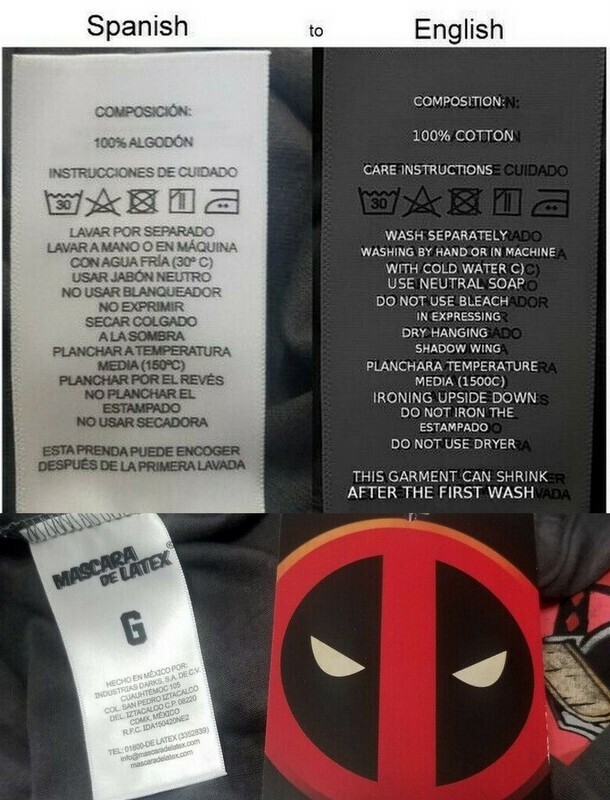 Spanish to English
COMPOSICIÓN:
100% ALGODÓN
INSTRUCCIONES DE CUIDADO
30
LAVAR POR SEPARADO
LAVAR A MANO O EN MÁQUINA
CON AGUA FRÍA (30º C)
USAR JABÓN NEUTRO
NO USAR BLANQUEADOR
NO EXPRIMIR
SECAR COLGADO
A LA SOMBRA
PLANCHAR A TEMPERATURA
MEDIA (150ºC)
PLANCHAR POR EL REVÉS
NO PLANCHAR EL
ESTAMPADO
NO USAR SECADORA
ESTA PRENDA PUEDE ENCOGER
DESPUÉS DE LA PRIMERA LAVADA
COMPOSITION:
100% COTTON
CARE INSTRUCTIONS CUIDADO
30
WASH SEPARATELY
WASHING BY HAND OR IN MACHINE
WITH COLD WATER C)
USE NEUTRAL SOAP
DO NOT USE BLEACH
IN EXPRESSING
DRY HANGING
SHADOW WING
PLANCHARA TEMPERATURE
MEDIA (1500C)
IRONING UPSIDE DOWN
DO NOT IRON THE
ESTAMPADO
DO NOT USE DRYER
THIS GARMENT CAN SHRINK
AFTER THE FIRST WASH
MASCARA
DE LATEX®
G
HECHO EN MÉXICO POR:
INDUSTRIAS DARKS, S.A. DE C.V.
CUAUHTÉMOC 105
COL. SAN PEDRO IZTACALCO
DEL. IZTACALCO C.P. 08220
CDMX, MÉXICO
R.F.C. IDA150420NE2
TEL: 01800-DE LATEX (3352839)
info@mascaradelatex.com
mascaradelatex.com